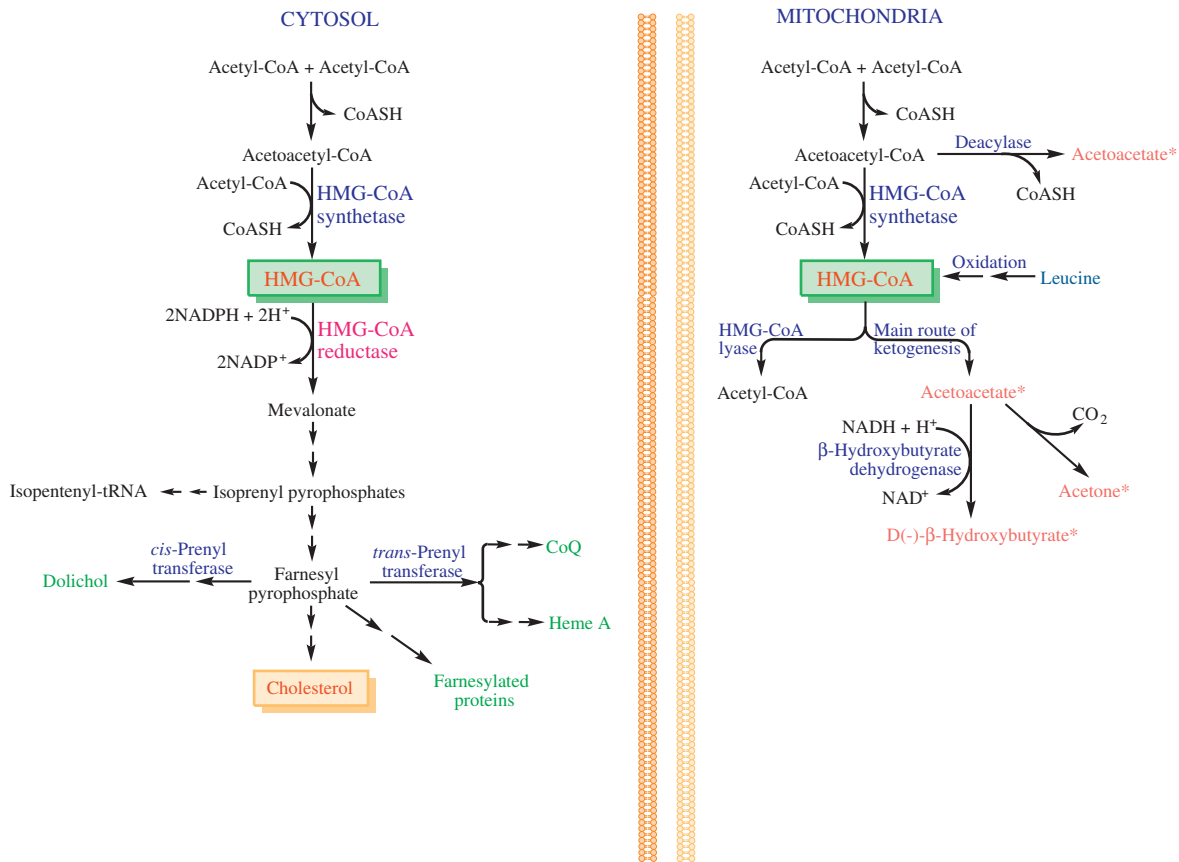 CYTOSOL
Acetyl-CoA + Acetyl-CoA
CoASH
Acetoacetyl-CoA
Acetyl-CoA
HMG-CoA
synthetase
CoASH
HMG-CoA
2NADPH + 2H⁺
HMG-CoA
reductase
2NADP⁺
Mevalonate
Isopentenyl-tRNA
Isoprenyl pyrophosphates
cis-Prenyl
transferase
trans-Prenyl
transferase
CoQ
Dolichol
Farnesyl
pyrophosphate
Heme A
Cholesterol
Farnesylated
proteins
MITOCHONDRIA
Acetyl-CoA + Acetyl-CoA
CoASH
Acetoacetyl-CoA
Deacylase
Acetoacetate*
CoASH
Acetyl-CoA
HMG-CoA
synthetase
CoASH
HMG-CoA
Oxidation
Leucine
HMG-CoA
lyase
Main route of
ketogenesis
Acetyl-CoA
Acetoacetate*
CO₂
NADH + H⁺
β-Hydroxybutyrate
dehydrogenase
NAD⁺
Acetone*
D(-)-β-Hydroxybutyrate*